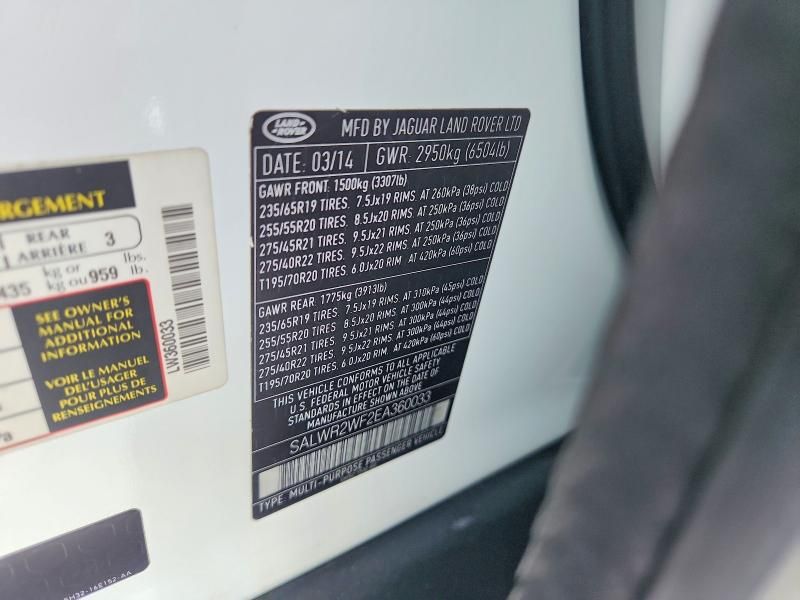 RGEMENT
REAR
ARRIÈRE 3
435 kg or kg ou 959 lbs. lb.
SEE OWNER'S
MANUAL FOR
ADDITIONAL
INFORMATION
VOIR LE MANUEL
DE L'USAGER
POUR PLUS DE
RENSEIGNEMENTS
LW360033
LAND ROVER
MFD BY JAGUAR LAND ROVER LTD
DATE: 03/14 GWR: 2950kg (6504lb)
GAWR FRONT: 1500kg (3307lb)
235/65R19 TIRES. 7.5Jx19 RIMS. AT 260kPa (38psi) COLD
255/55R20 TIRES. 8.5Jx20 RIMS AT 250kPa (36psi) COLD
275/45R21 TIRES. 9.5Jx21 RIMS. AT 250kPa (36psi) COLD
275/40R22 TIRES. 9.5Jx22 RIMS AT 250kPa (36psi) COLD
T195/70R20 TIRES. 6.0Jx20 RIM. AT 420kPa (60psi) COLD
GAWR REAR: 1775kg (3913lb)
235/65R19 TIRES. 7.5Jx19 RIMS. AT 310kPa (45psi) COLD
255/55R20 TIRES. 8.5Jx20 RIMS AT 300kPa (44psi) COLD
275/45R21 TIRES. 9.5Jx21 RIMS. AT 300kPa (44psi) COLD
275/40R22 TIRES. 9.5Jx22 RIMS AT 300kPa (44psi) COLD
T195/70R20 TIRES. 6.0Jx20 RIM. AT 420kPa (60psi) COLD
THIS VEHICLE CONFORMS TO ALL APPLICABLE
U.S. FEDERAL MOTOR VEHICLE
STANDARDS IN EFFECT ON THE DATE OF
MANUFACTURE SHOWN ABOVE
SALWR2WF2EA360033
TYPE: MULTI-PURPOSE PASSENGER VEHICLE
H32-16E152-AA